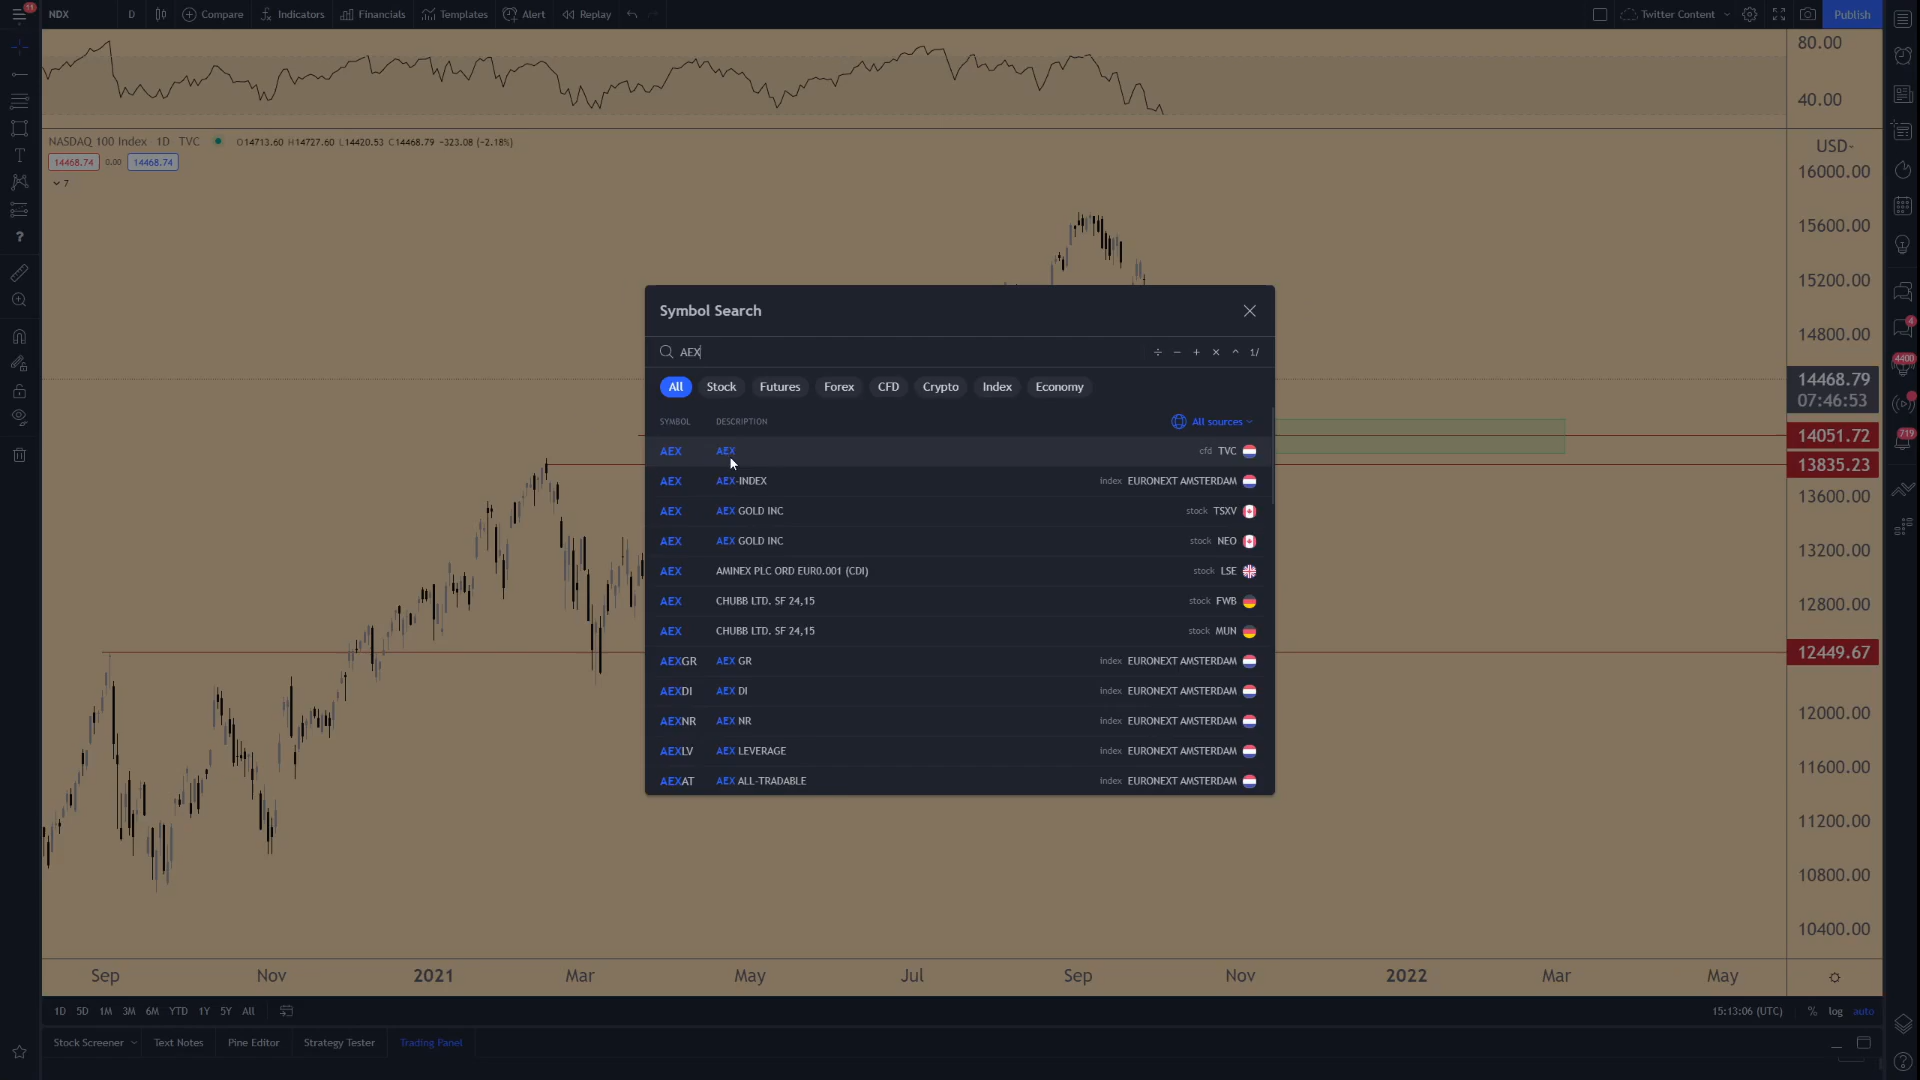 11 NDX D Compare Indicators Financials Templates Alert Replay Twitter Content Publish
80.00
40.00
NASDAQ 100 Index 1D TVC O14713.60 H14727.60 L14420.53 C14468.79 −323.08 (−2.18%)
14468.74 0.00 14468.74
7
USD
16000.00
15600.00
15200.00
14800.00
14468.79
07:46:53
14051.72
13835.23
13600.00
13200.00
12800.00
12449.67
12000.00
11600.00
11200.00
10800.00
10400.00
Symbol Search
AEX ÷ − + × ^ 1/
All Stock Futures Forex CFD Crypto Index Economy
SYMBOL DESCRIPTION All sources
AEX AEX cfd TVC
AEX AEX-INDEX index EURONEXT AMSTERDAM
AEX AEX GOLD INC stock TSXV
AEX AEX GOLD INC stock NEO
AEX AMINEX PLC ORD EUR0.001 (CDI) stock LSE
AEX CHUBB LTD. SF 24,15 stock FWB
AEX CHUBB LTD. SF 24,15 stock MUN
AEXGR AEX GR index EURONEXT AMSTERDAM
AEXDI AEX DI index EURONEXT AMSTERDAM
AEXNR AEX NR index EURONEXT AMSTERDAM
AEXLV AEX LEVERAGE index EURONEXT AMSTERDAM
AEXAT AEX ALL-TRADABLE index EURONEXT AMSTERDAM
4
4400
719
Sep Nov 2021 Mar May Jul Sep Nov 2022 Mar May
1D 5D 1M 3M 6M YTD 1Y 5Y All 15:13:06 (UTC) % log auto
Stock Screener Text Notes Pine Editor Strategy Tester Trading Panel